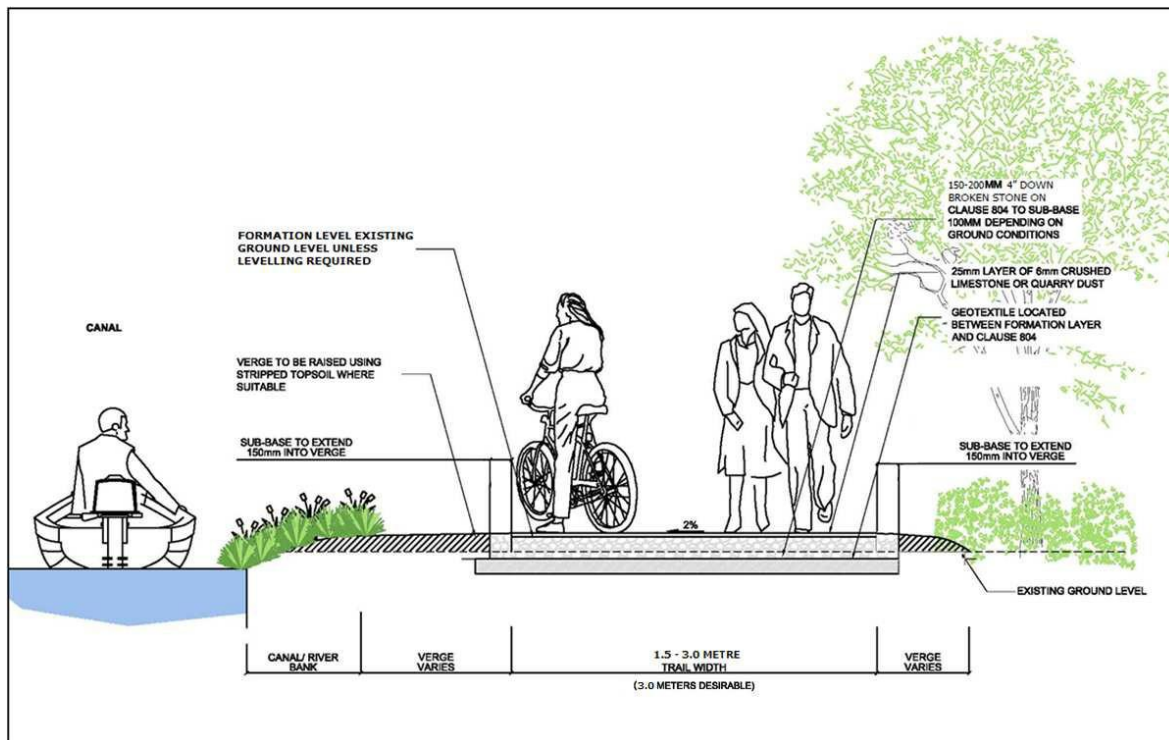 150-200MM 4" DOWN
BROKEN STONE ON
CLAUSE 804 TO SUB-BASE
100MM DEPENDING ON
GROUND CONDITIONS
FORMATION LEVEL EXISTING
GROUND LEVEL UNLESS
LEVELLING REQUIRED
25mm LAYER OF 6mm CRUSHED
LIMESTONE OR QUARRY DUST
GEOTEXTILE LOCATED
BETWEEN FORMATION LAYER
AND CLAUSE 804
CANAL
VERGE TO BE RAISED USING
STRIPPED TOPSOIL WHERE
SUITABLE
SUB-BASE TO EXTEND
150mm INTO VERGE
SUB-BASE TO EXTEND
150mm INTO VERGE
2%
EXISTING GROUND LEVEL
CANAL/ RIVER
BANK
VERGE
VARIES
1.5 - 3.0 METRE
TRAIL WIDTH
(3.0 METERS DESIRABLE)
VERGE
VARIES